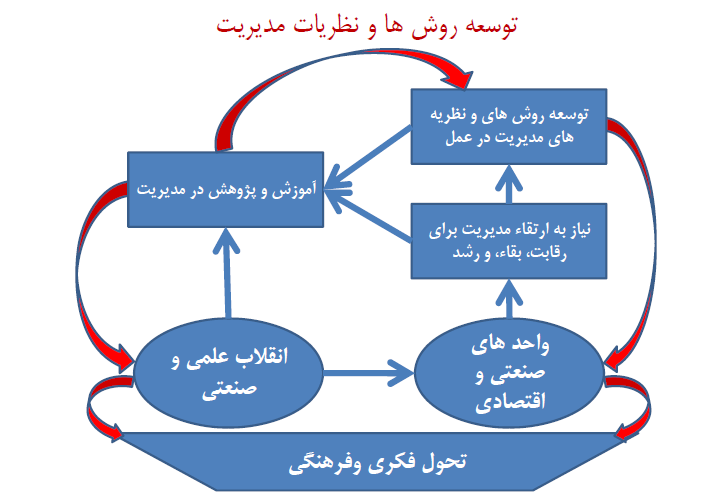 توسعه روش ها و نظریات مدیریت
توسعه روش های و نظریه
های مدیریت در عمل
آموزش و پژوهش در مدیریت
نیاز به ارتقاء مدیریت برای
رقابت، بقاء، و رشد
واحد های
صنعتی و
اقتصادی
انقلاب علمی و
صنعتی
تحول فکری وفرهنگی